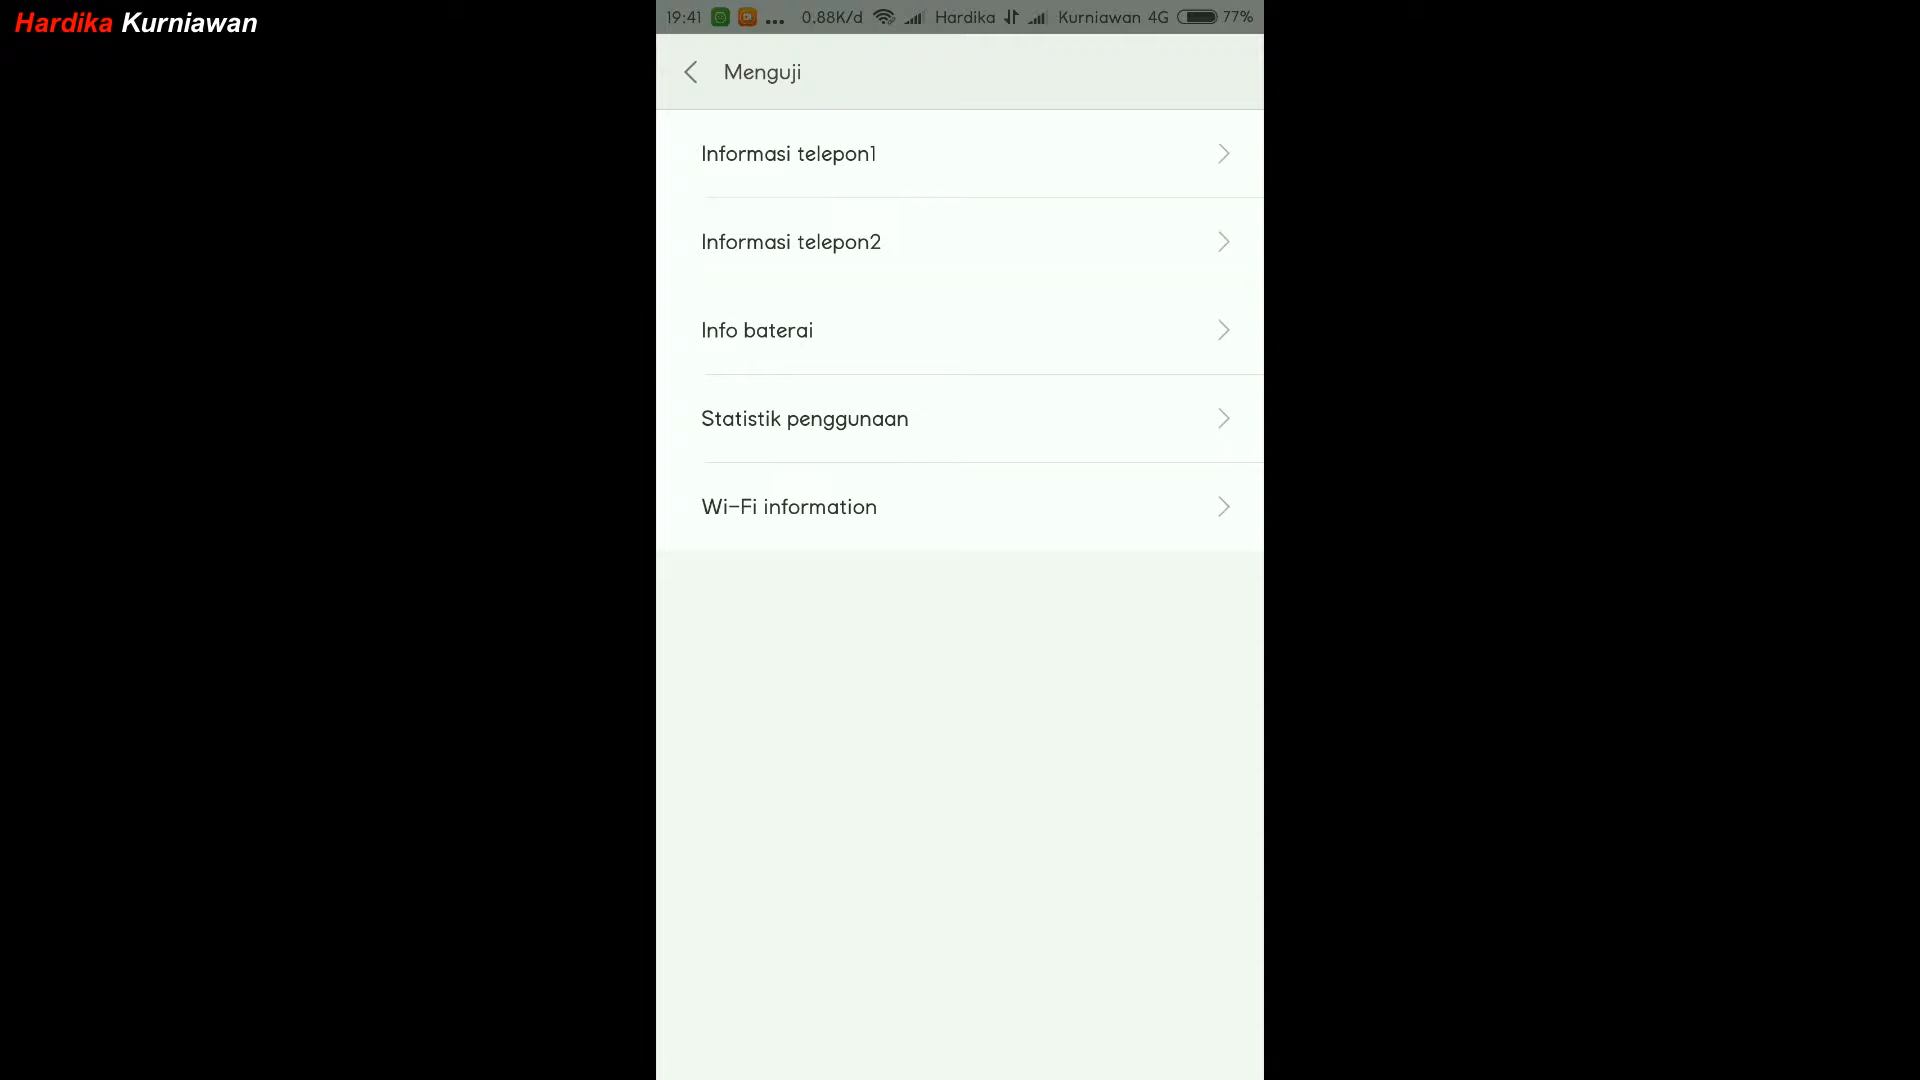 Hardika Kurniawan
19:41 ... 0,88K/d Hardika Kurniawan 4G 77%
Menguji
Informasi telepon1
Informasi telepon2
Info baterai
Statistik penggunaan
Wi-Fi information